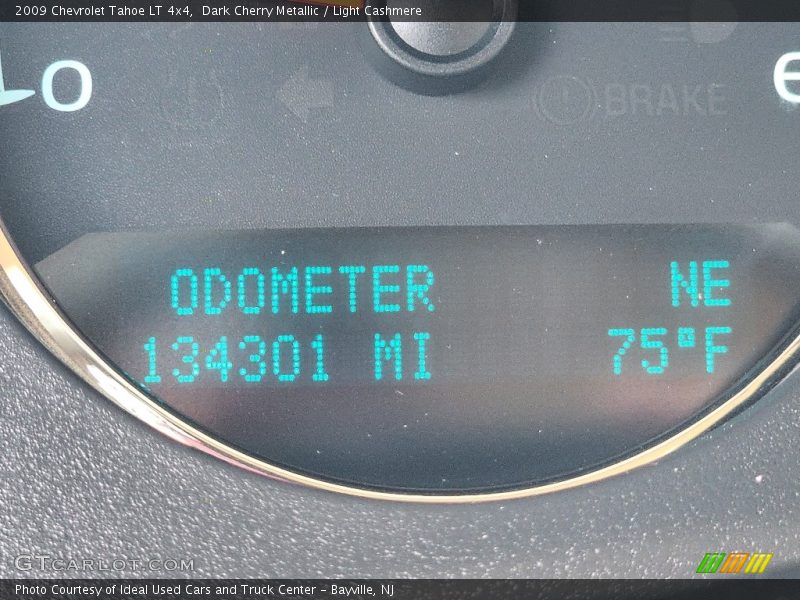 2009 Chevrolet Tahoe LT 4x4, Dark Cherry Metallic / Light Cashmere
0
BRAKE
ODOMETER NE
134301 MI 75°F
GTCARLOT.COM
Photo Courtesy of Ideal Used Cars and Truck Center – Bayville, NJ